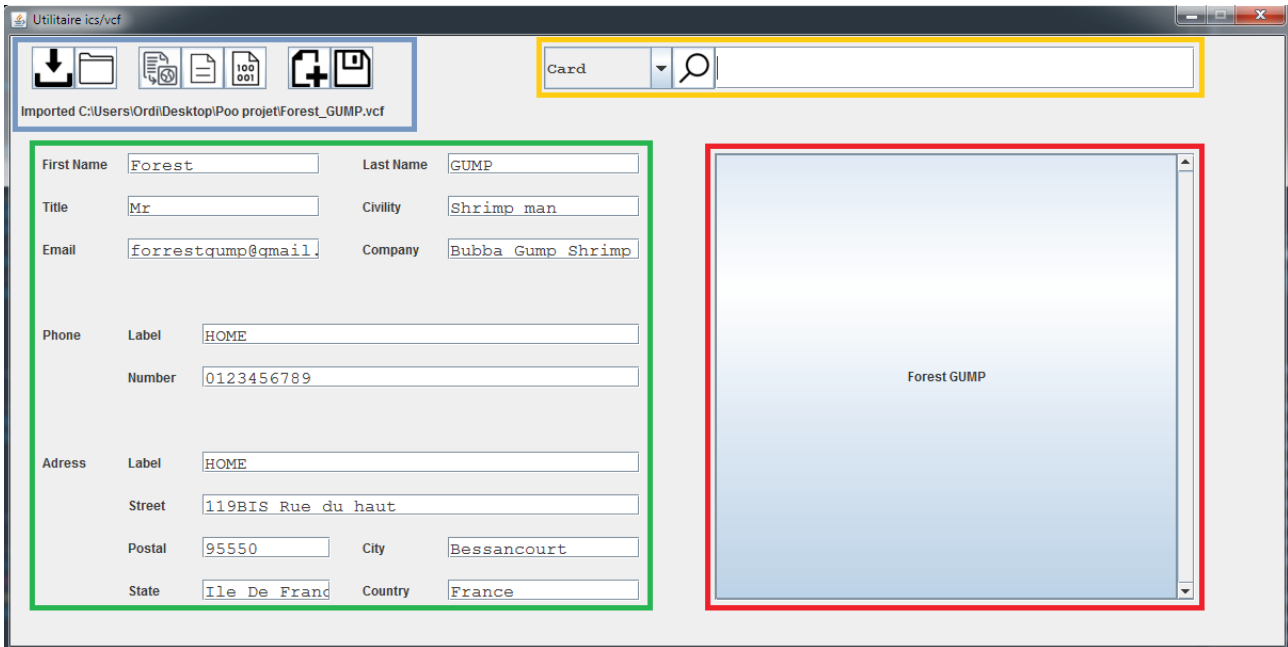 Utilitaire ics/vcf
100
001
Card
Imported C:\Users\Ordi\Desktop\Poo projet\Forest_GUMP.vcf
First Name Forest Last Name GUMP
Title Mr Civility Shrimp man
Email forrestgump@gmail. Company Bubba Gump Shrimp
Phone Label HOME
Number 0123456789
Forest GUMP
Adress Label HOME
Street 119BIS Rue du haut
Postal 95550 City Bessancourt
State Ile De Franc Country France